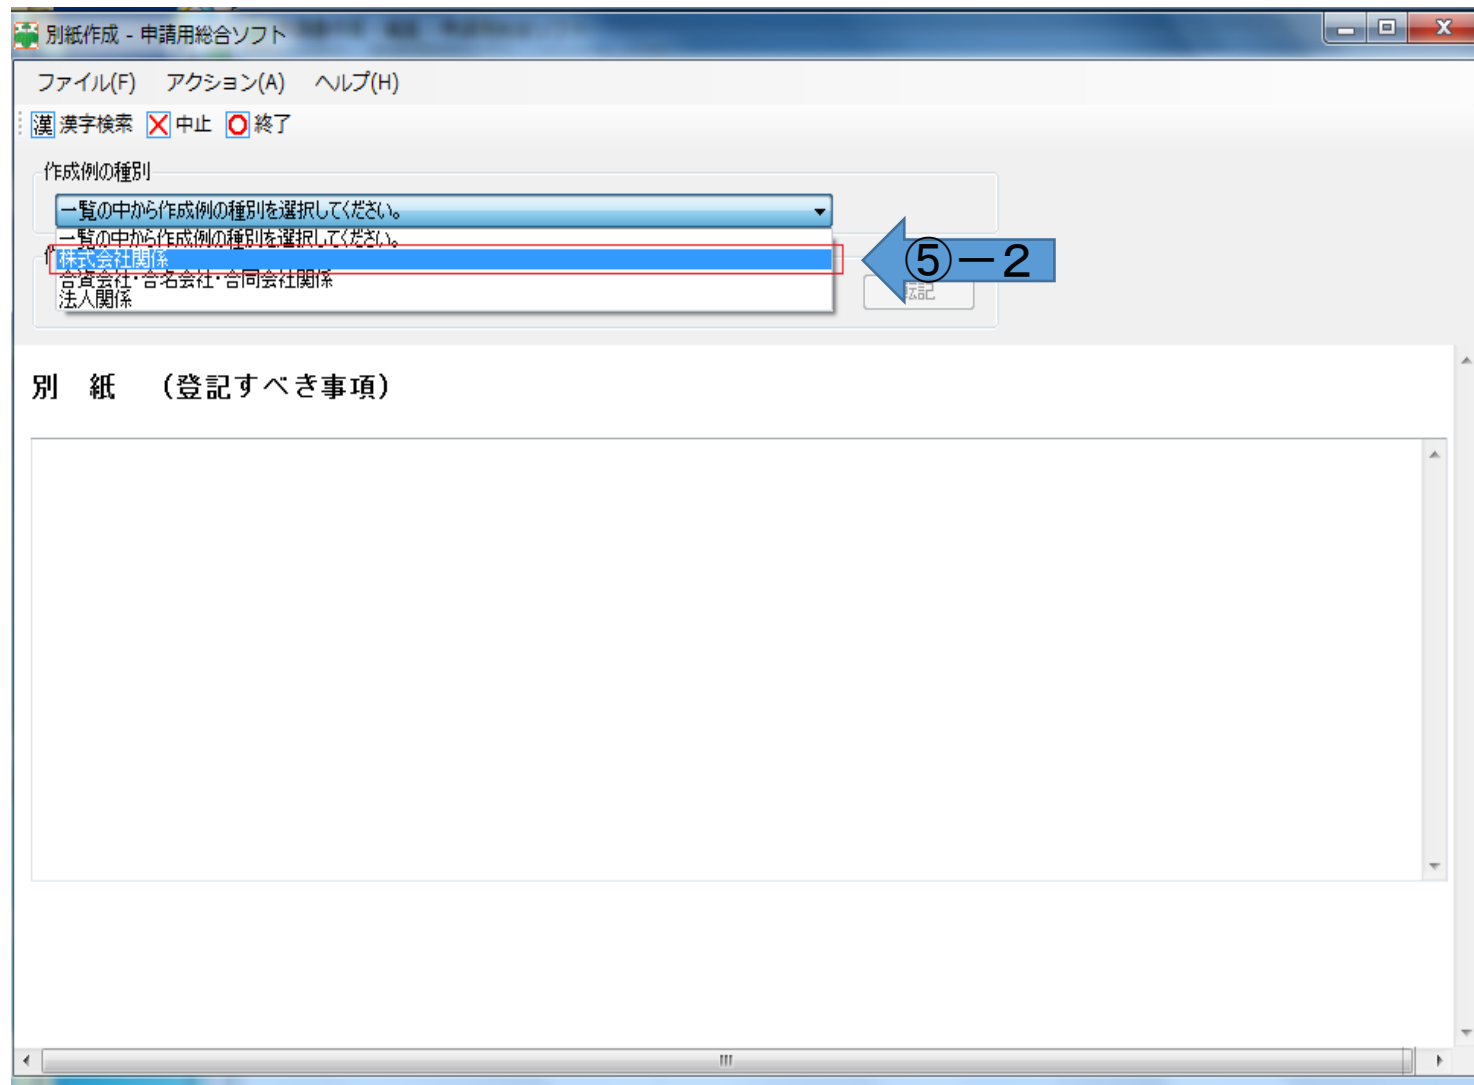 別紙作成 - 申請用総合ソフト
ファイル(F) アクション(A) ヘルプ(H)
漢 漢字検索 中止 終了
作成例の種別
一覧の中から作成例の種別を選択してください。
一覧の中から作成例の種別を選択してください。
株式会社関係
合資会社・合名会社・合同会社関係
法人関係
⑤－２
転記
別 紙 （登記すべき事項）